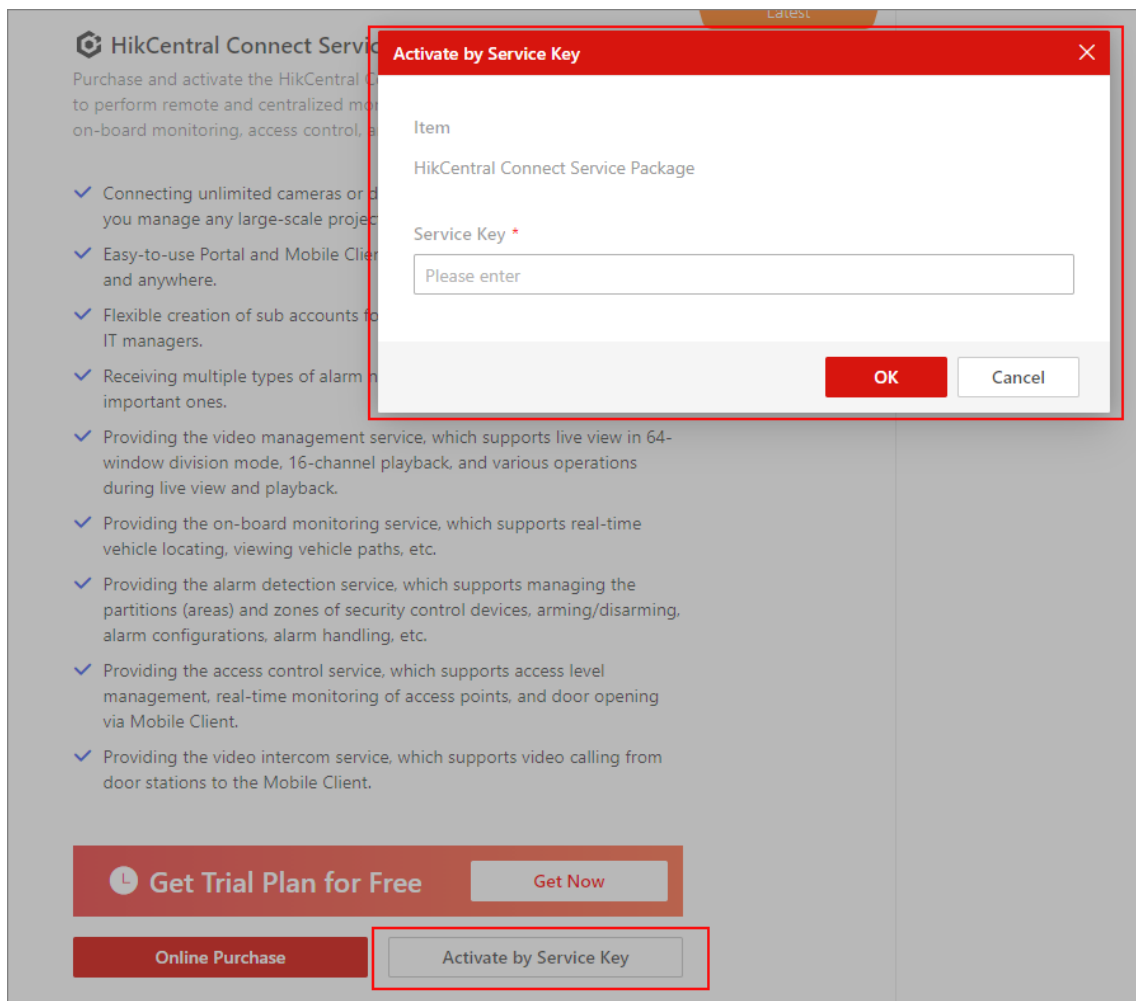 Latest
HikCentral Connect Servic
Purchase and activate the HikCentral C
to perform remote and centralized mor
on-board monitoring, access control, a
Connecting unlimited cameras or d
you manage any large-scale projec
Easy-to-use Portal and Mobile Clier
and anywhere.
Flexible creation of sub accounts fo
IT managers.
Receiving multiple types of alarm n
important ones.
Providing the video management service, which supports live view in 64-
window division mode, 16-channel playback, and various operations
during live view and playback.
Providing the on-board monitoring service, which supports real-time
vehicle locating, viewing vehicle paths, etc.
Providing the alarm detection service, which supports managing the
partitions (areas) and zones of security control devices, arming/disarming,
alarm configurations, alarm handling, etc.
Providing the access control service, which supports access level
management, real-time monitoring of access points, and door opening
via Mobile Client.
Providing the video intercom service, which supports video calling from
door stations to the Mobile Client.
Get Trial Plan for Free
Get Now
Online Purchase
Activate by Service Key
Activate by Service Key
Item
HikCentral Connect Service Package
Service Key *
Please enter
OK
Cancel